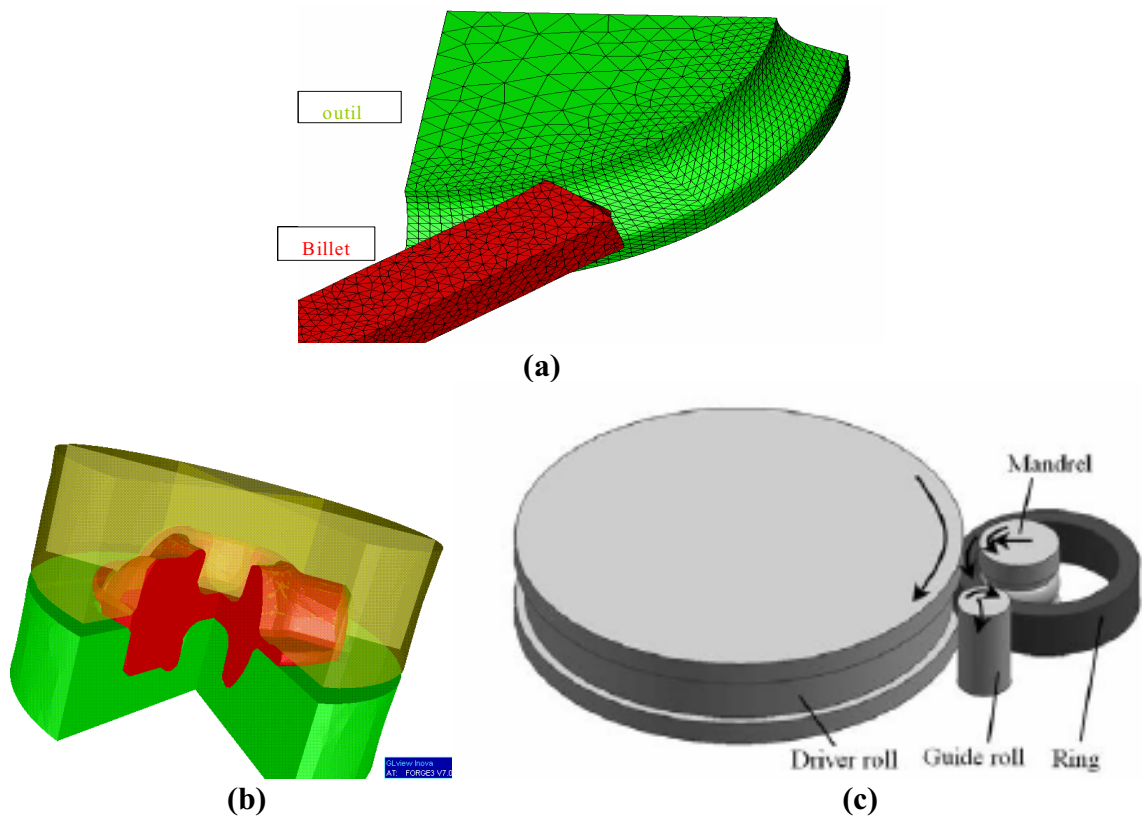 outil
Billet
(a)
GLview Inova
AT: FORGE3 V7.0
(b)
Mandrel
Driver roll
Guide roll
Ring
(c)